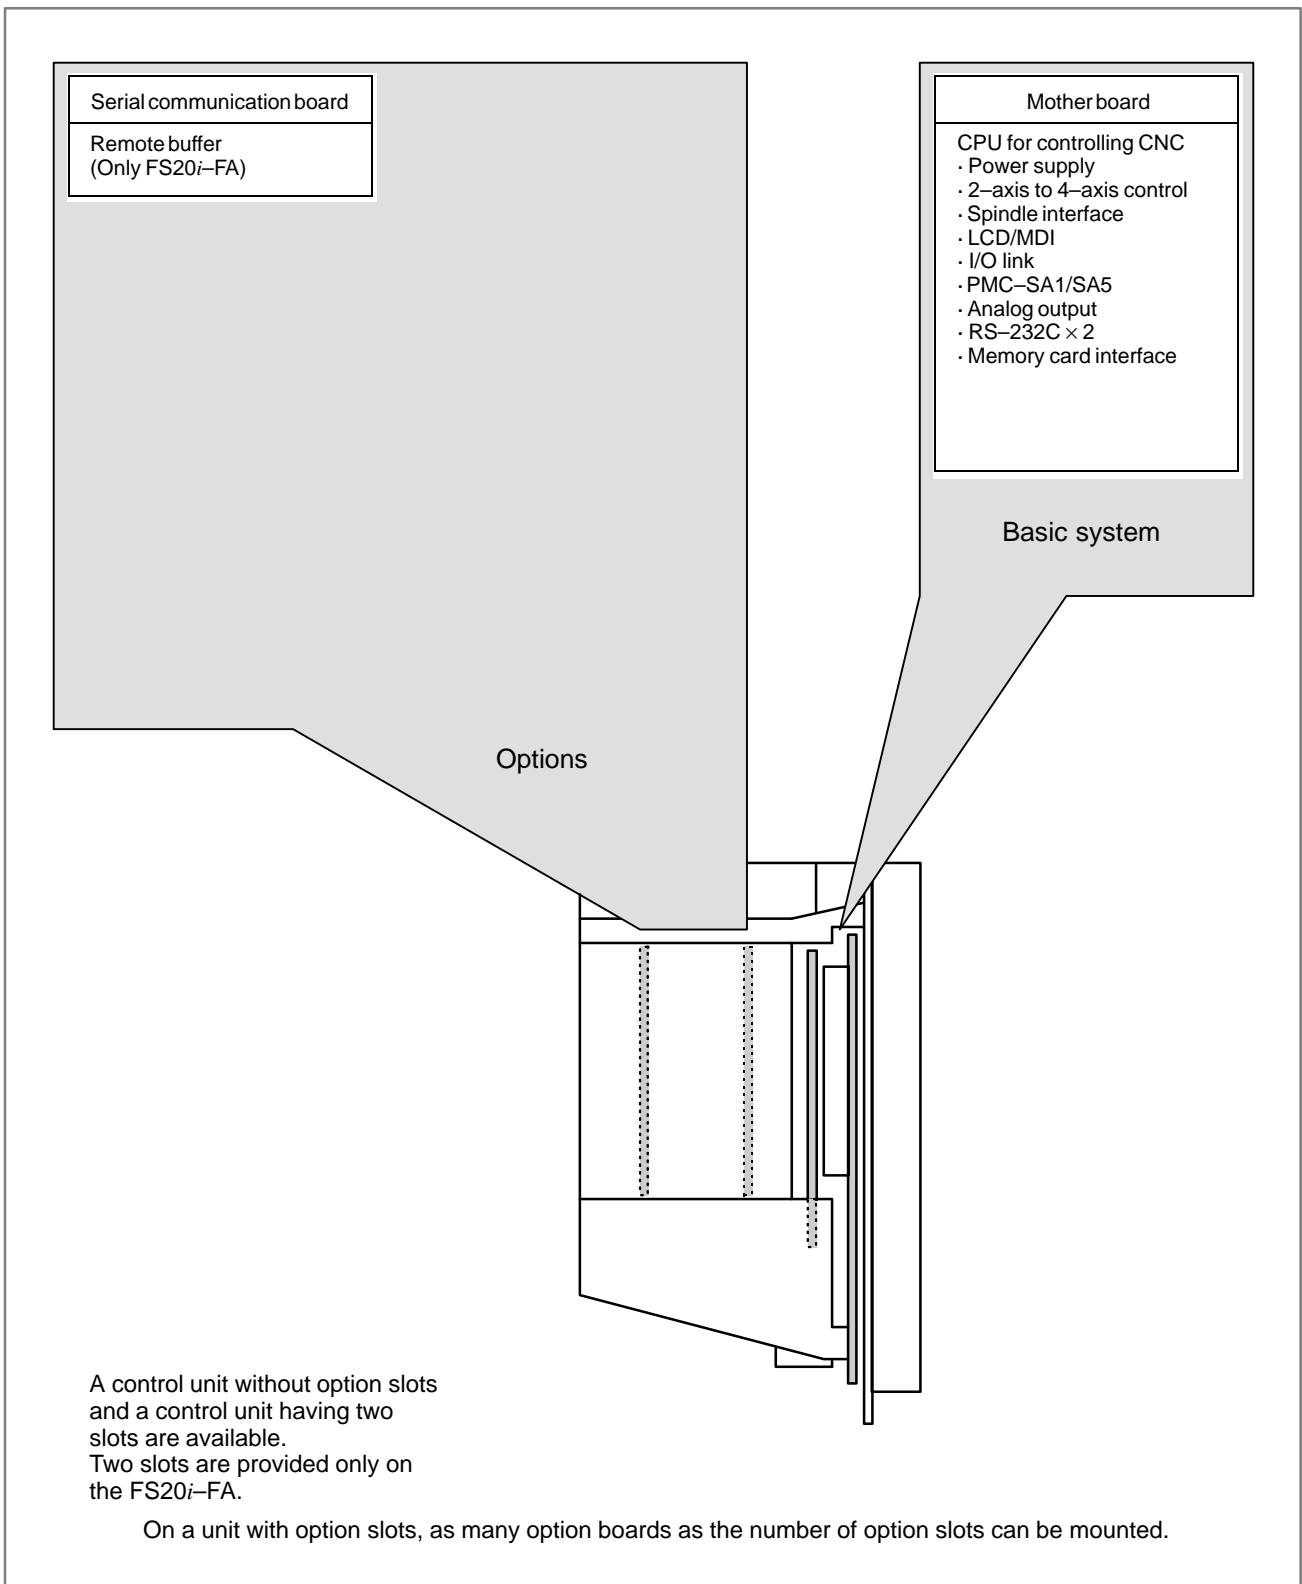 Serial communication board
Remote buffer
(Only FS20i–FA)
Mother board
CPU for controlling CNC
· Power supply
· 2–axis to 4–axis control
· Spindle interface
· LCD/MDI
· I/O link
· PMC–SA1/SA5
· Analog output
· RS–232C × 2
· Memory card interface
Basic system
Options
A control unit without option slots
and a control unit having two
slots are available.
Two slots are provided only on
the FS20i–FA.
On a unit with option slots, as many option boards as the number of option slots can be mounted.